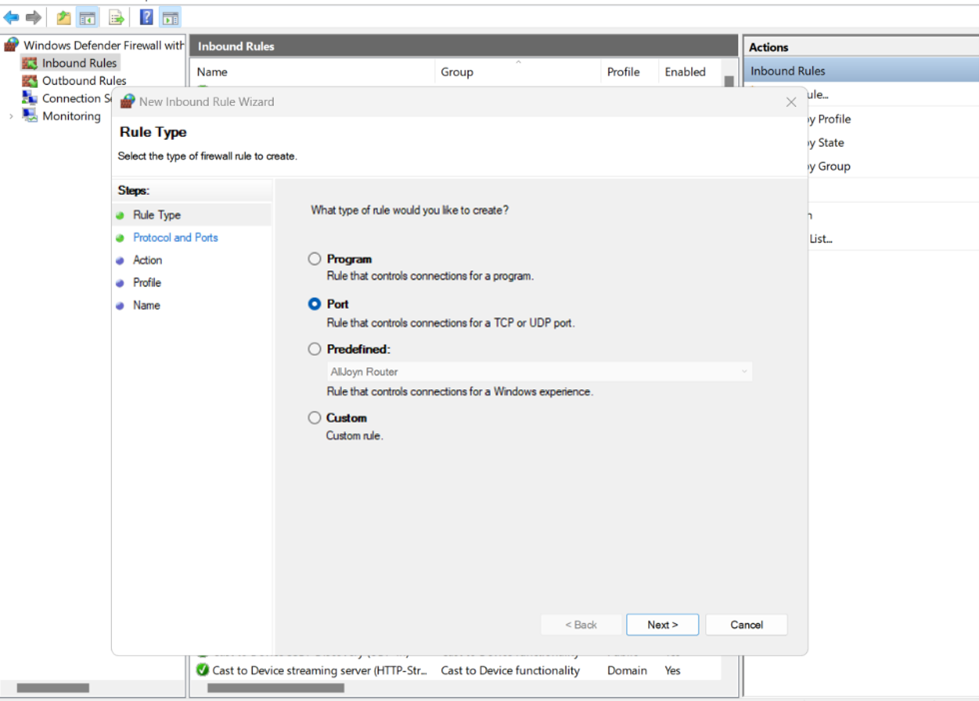 Windows Defender Firewall with
Inbound Rules
Outbound Rules
Connection S
Monitoring
Inbound Rules
Name
Group
Profile
Enabled
Actions
Inbound Rules
ule...
y Profile
y State
y Group
n
List...
New Inbound Rule Wizard
Rule Type
Select the type of firewall rule to create.
Steps:
Rule Type
Protocol and Ports
Action
Profile
Name
What type of rule would you like to create?
Program
Rule that controls connections for a program.
Port
Rule that controls connections for a TCP or UDP port.
Predefined:
AllJoyn Router
Rule that controls connections for a Windows experience.
Custom
Custom rule.
< Back
Next >
Cancel
Cast to Device streaming server (HTTP-Str... Cast to Device functionality Domain Yes